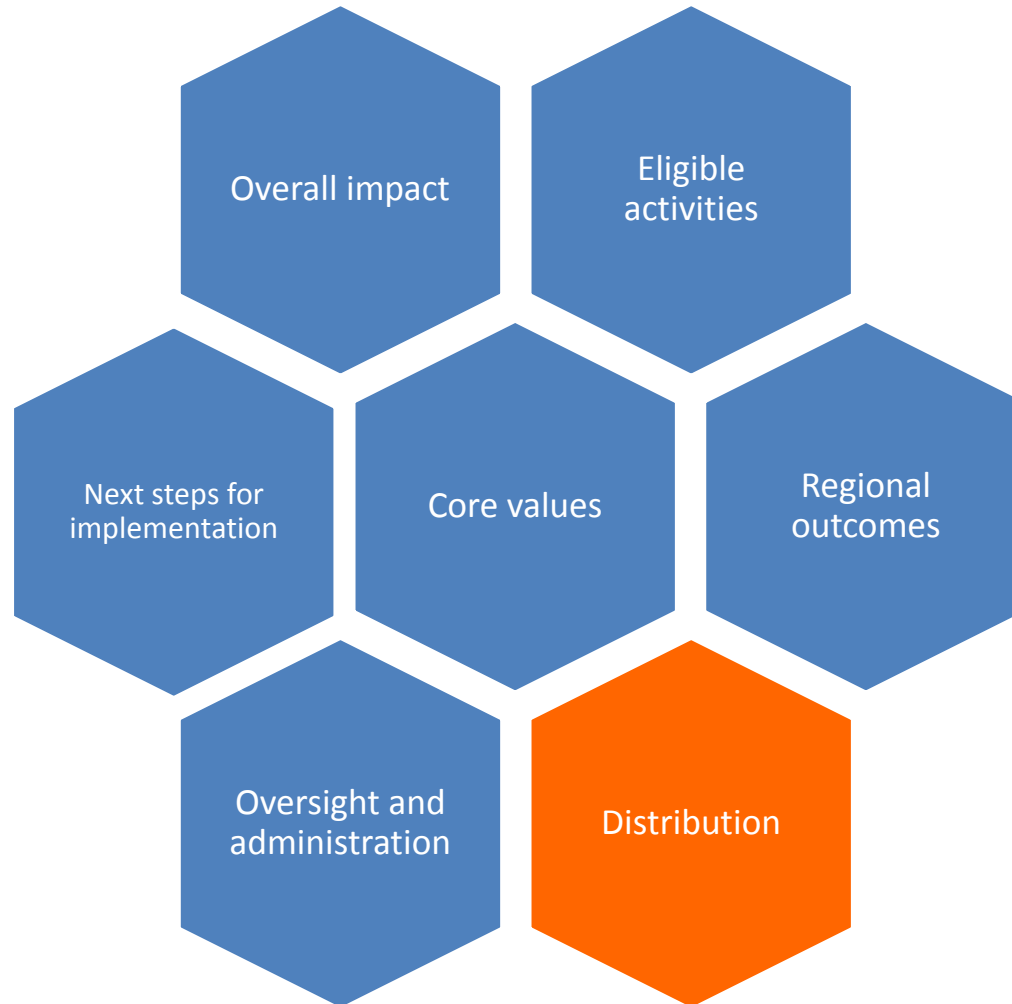 Overall impact
Eligible
activities
Next steps for
implementation
Core values
Regional
outcomes
Oversight and
administration
Distribution